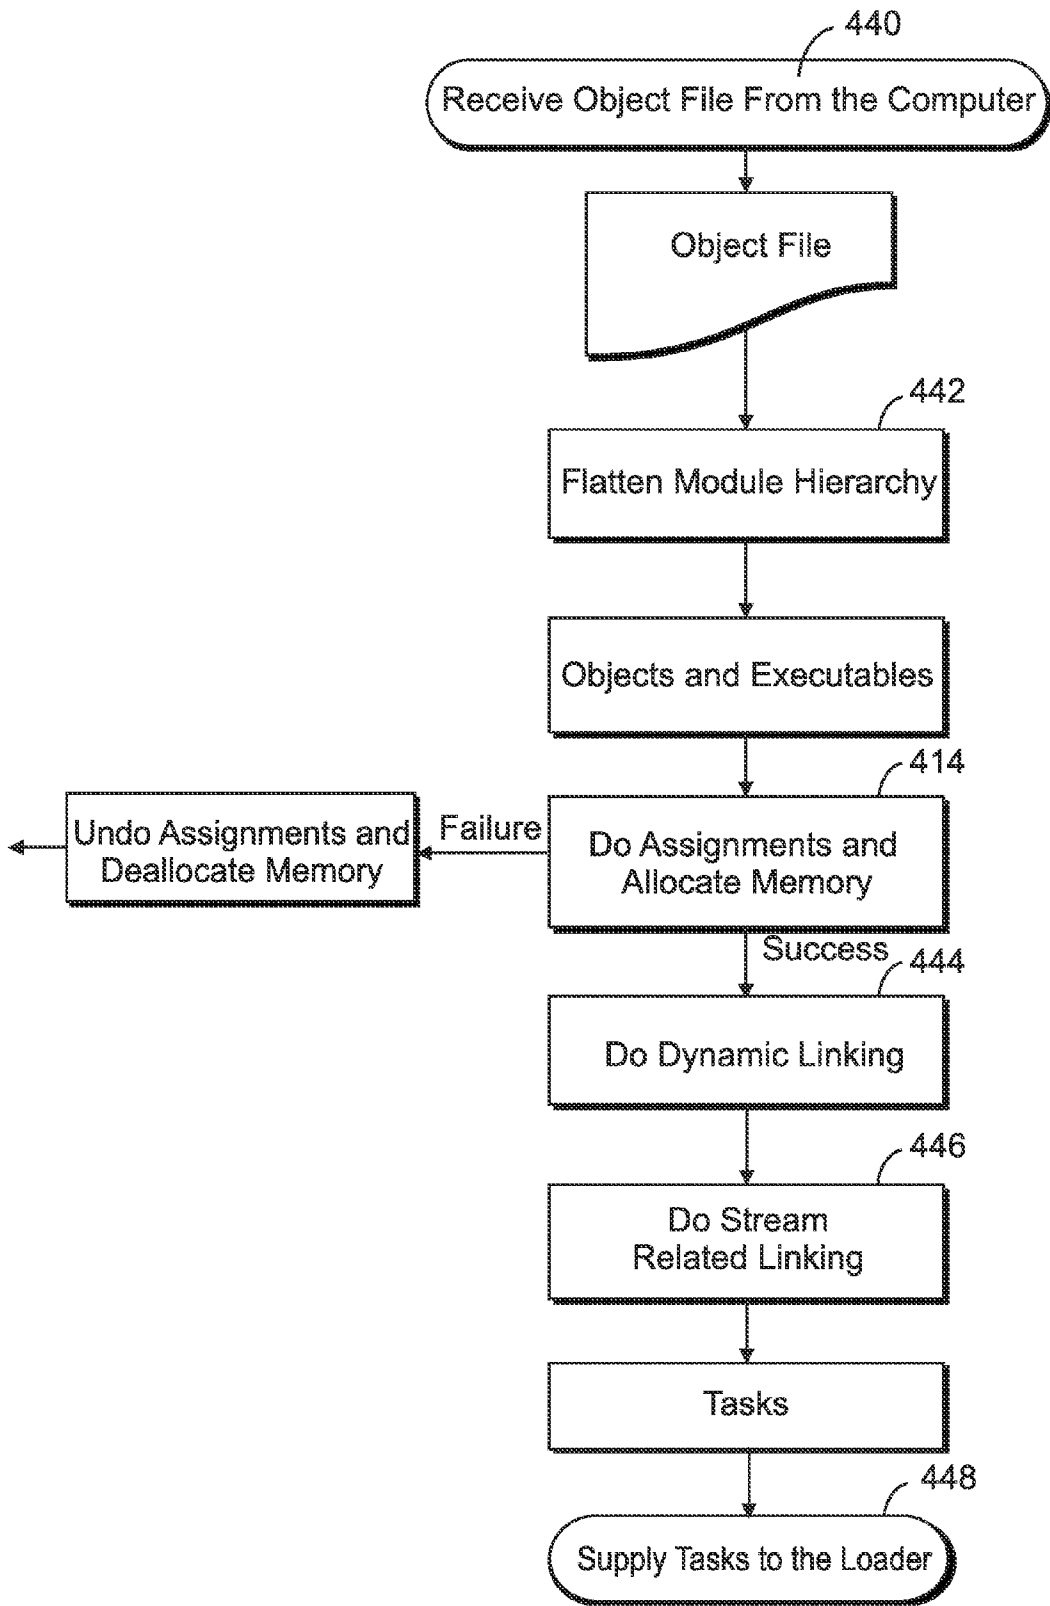 440
Receive Object File From the Computer
Object File
442
Flatten Module Hierarchy
Objects and Executables
414
Undo Assignments and
Deallocate Memory
Failure
Do Assignments and
Allocate Memory
Success
444
Do Dynamic Linking
446
Do Stream
Related Linking
Tasks
448
Supply Tasks to the Loader